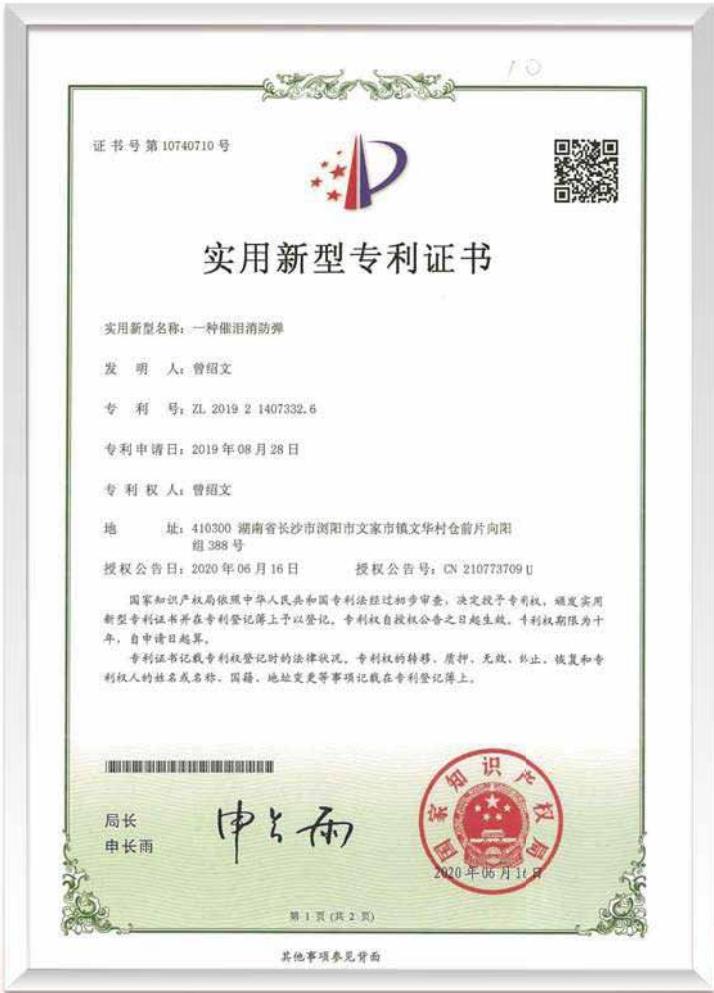 10
证书号第10740710号
实用新型专利证书
实用新型名称：一种催泪消防弹
发 明 人：曾绍文
专 利 号：ZL 2019 2 1407332.6
专利申请日：2019年08月28日
专 利 权 人：曾绍文
地 址：410300 湖南省长沙市浏阳市文家市镇文华村仓前片向阳
组388号
授权公告日：2020年06月16日 授权公告号：CN 210773709 U
国家知识产权局依照中华人民共和国专利法经过初步审查，决定授予专利权，颁发实用
新型专利证书并在专利登记簿上予以登记。专利权自授权公告之日起生效。专利权期限为十
年，自申请日起算。
专利证书记载专利权登记时的法律状况。专利权的转移、质押、无效、终止、恢复和专
利权人的姓名或名称、国籍、地址变更等事项记载在专利登记簿上。
局长
申长雨
申长雨
国家知识产权局
2020年06月16日
第 1 页 (共 2 页)
其他事项参见背面